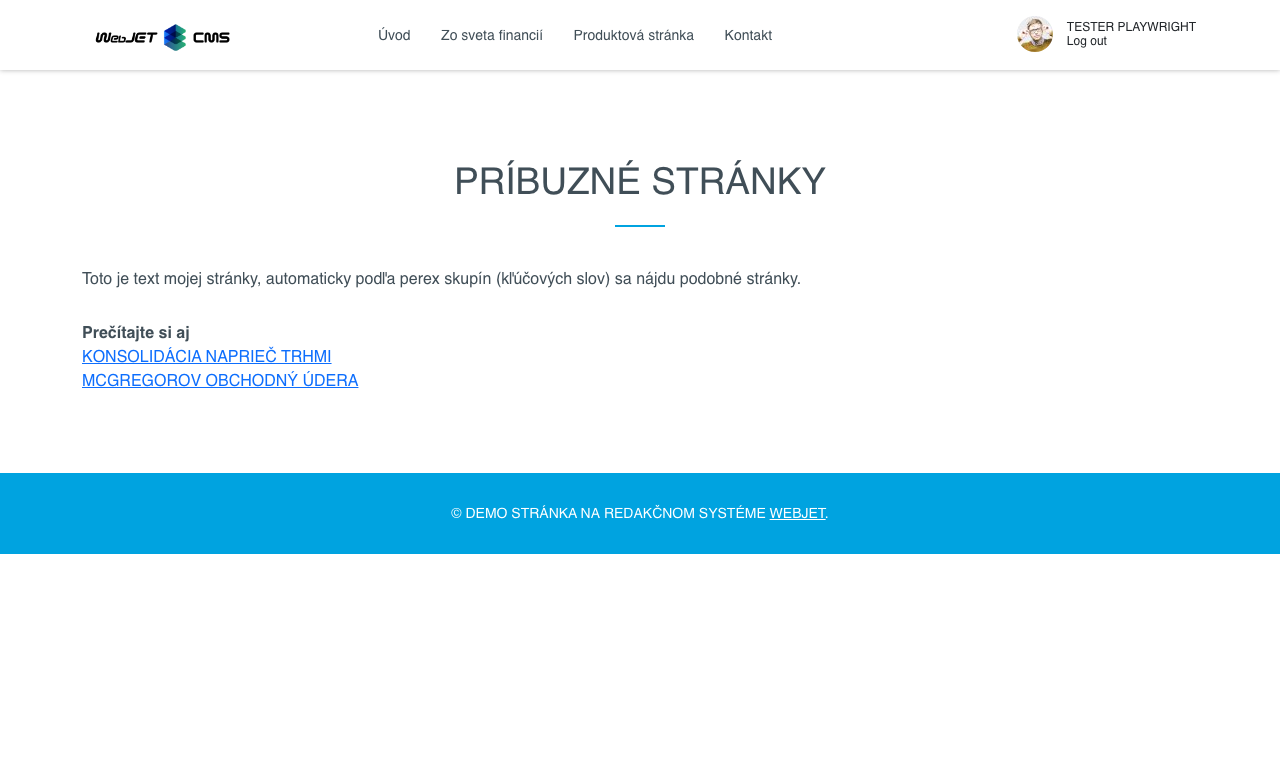 WebJET CMS
Úvod
Zo sveta financií
Produktová stránka
Kontakt
TESTER PLAYWRIGHT
Log out
PRÍBUZNÉ STRÁNKY
Toto je text mojej stránky, automaticky podľa perex skupín (kľúčových slov) sa nájdu podobné stránky.
Prečítajte si aj
KONSOLIDÁCIA NAPRIEČ TRHMI
MCGREGOROV OBCHODNÝ ÚDERA
© DEMO STRÁNKA NA REDAKČNOM SYSTÉME WEBJET.